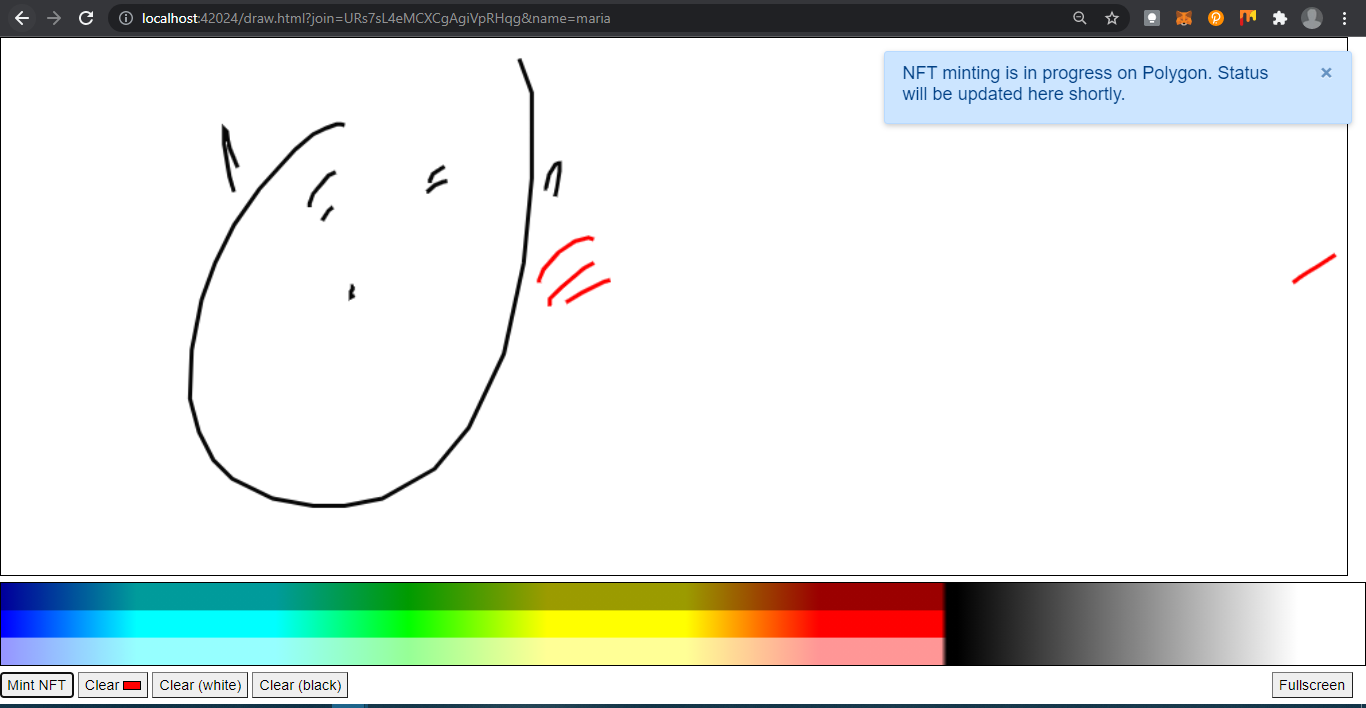 localhost:42024/draw.html?join=URs7sL4eMCXCgAgiVpRHqg&name=maria
NFT minting is in progress on Polygon. Status
will be updated here shortly.
×
Mint NFT
Clear
Clear (white)
Clear (black)
Fullscreen